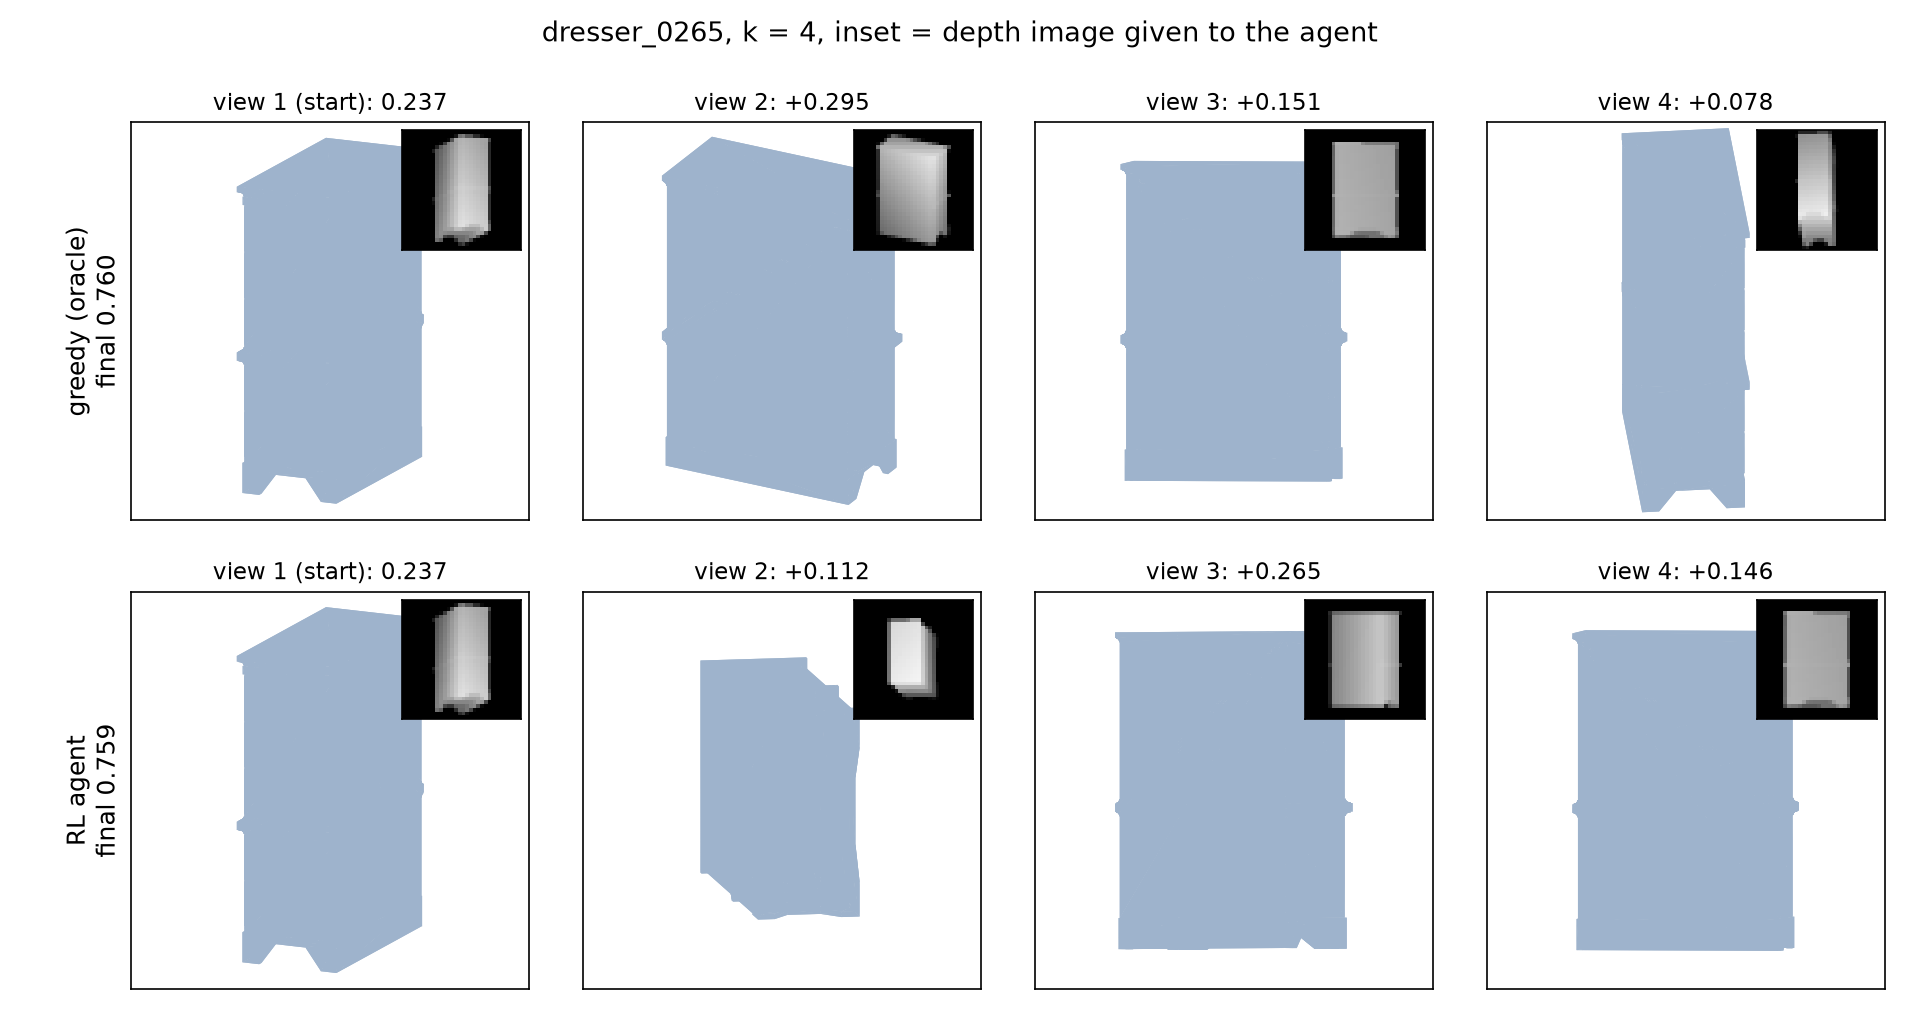 dresser_0265, k = 4, inset = depth image given to the agent
view 1 (start): 0.237
view 2: +0.295
view 3: +0.151
view 4: +0.078
greedy (oracle)
final 0.760
view 1 (start): 0.237
view 2: +0.112
view 3: +0.265
view 4: +0.146
RL agent
final 0.759